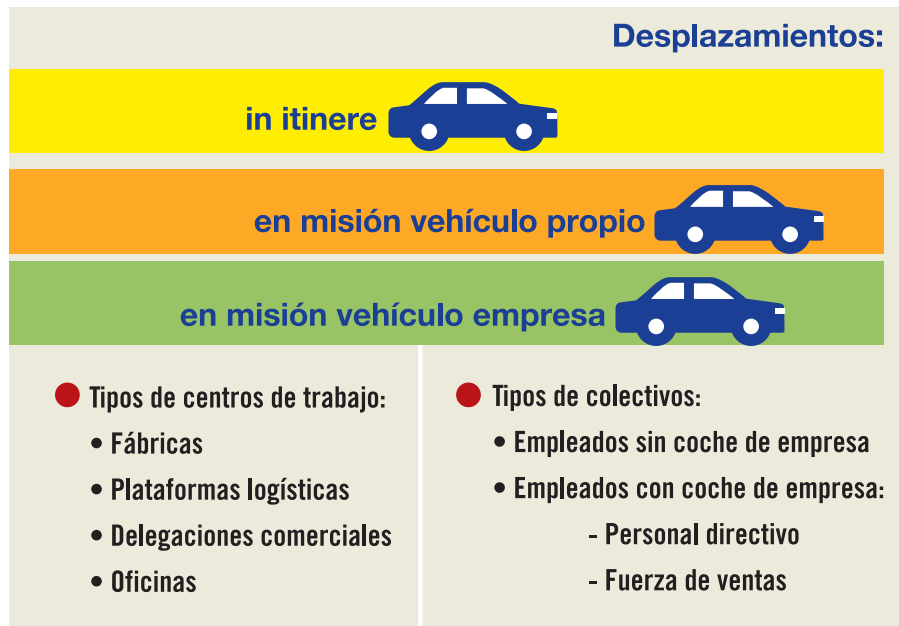 Desplazamientos:
in itinere
en misión vehículo propio
en misión vehículo empresa
Tipos de centros de trabajo:
• Fábricas
• Plataformas logísticas
• Delegaciones comerciales
• Oficinas
Tipos de colectivos:
• Empleados sin coche de empresa
• Empleados con coche de empresa:
- Personal directivo
- Fuerza de ventas